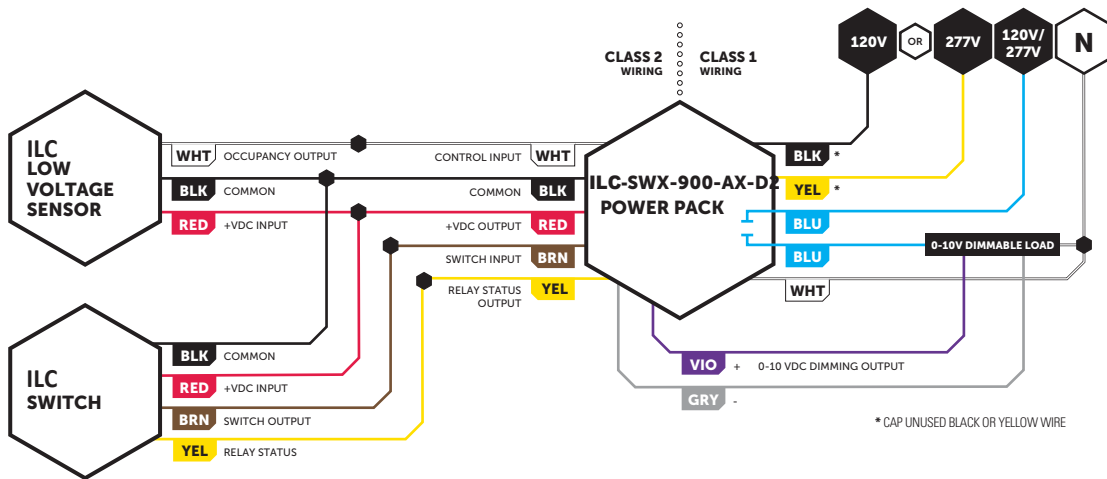 120V
OR
277V
120V/
277V
N
CLASS 2
WIRING
CLASS 1
WIRING
ILC
LOW
VOLTAGE
SENSOR
WHT OCCUPANCY OUTPUT
BLK COMMON
RED +VDC INPUT
CONTROL INPUT WHT
COMMON BLK
+VDC OUTPUT RED
SWITCH INPUT BRN
RELAY STATUS
OUTPUT
YEL
ILC-SWX-900-AX-D2
POWER PACK
BLK *
YEL *
BLU
BLU
WHT
0-10V DIMMABLE LOAD
ILC
SWITCH
BLK COMMON
RED +VDC INPUT
BRN SWITCH OUTPUT
YEL RELAY STATUS
VIO + 0-10 VDC DIMMING OUTPUT
GRY -
* CAP UNUSED BLACK OR YELLOW WIRE